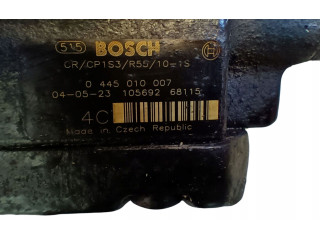 515 BOSCH
CR/CP1S3/R55/10-1S
0 445 010 007
04-05-23 105692 68115
4C
Made in Czech Republic